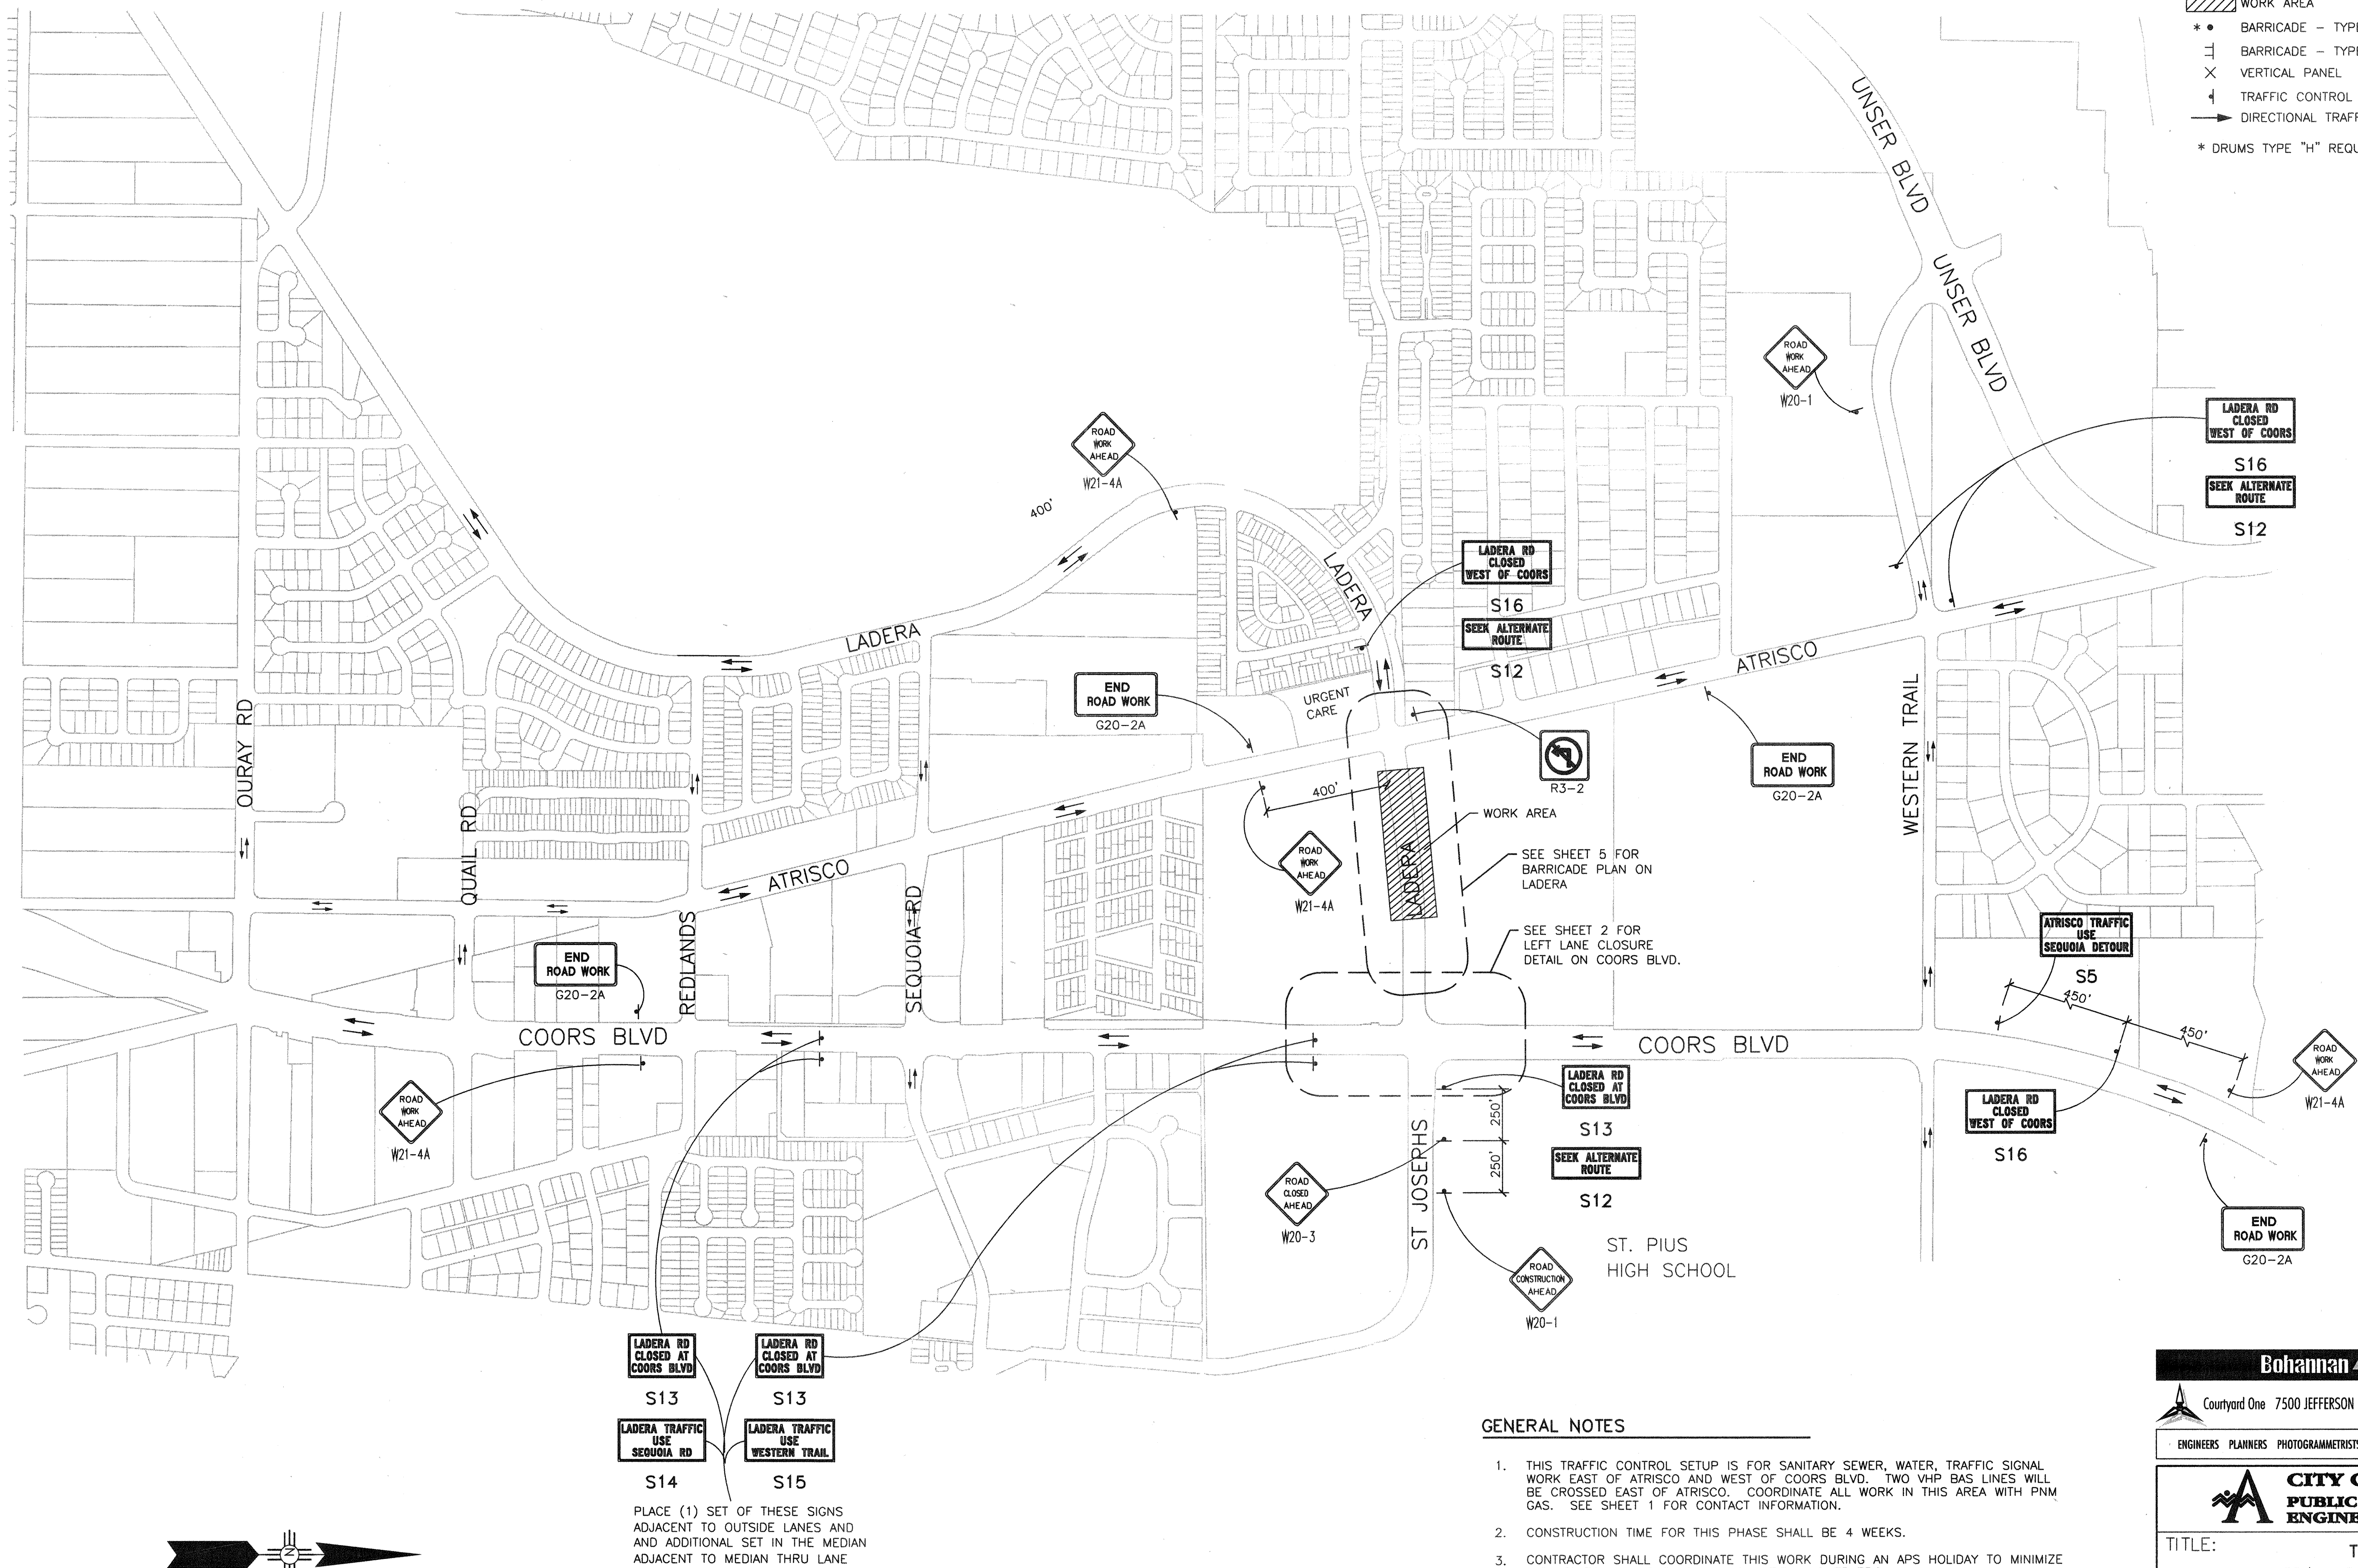 WORK AREA
* • BARRICADE – TYPE
BARRICADE – TYPE
VERTICAL PANEL
TRAFFIC CONTROL
DIRECTIONAL
* DRUMS TYPE "H"
UNSER BLVD
UNSER BLVD
ROAD
WORK
AHEAD
W20-1
LADERA RD
CLOSED
WEST OF COORS
S16
SEEK ALTERNATE
ROUTE
S12
ROAD
WORK
AHEAD
W21-4A
400'
LADERA
LADERA RD
CLOSED
WEST OF COORS
S16
SEEK ALTERNATE
ROUTE
S12
LADERA
ATRISCO
END
ROAD WORK
G20-2A
URGENT
CARE
R3-2
END
ROAD WORK
G20-2A
WESTERN TRAIL
OURAY RD
QUAIL RD
400'
WORK AREA
ROAD
WORK
AHEAD
W21-4A
LADERA
SEE SHEET 5 FOR
BARRICADE PLAN ON
LADERA
ATRISCO
SEQUOIA RD
REDLANDS
END
ROAD WORK
G20-2A
SEE SHEET 2 FOR
LEFT LANE CLOSURE
DETAIL ON COORS BLVD.
ATRISCO TRAFFIC
USE
SEQUOIA DETOUR
S5
450'
450'
COORS BLVD
COORS BLVD
ROAD
WORK
AHEAD
W21-4A
ROAD
WORK
AHEAD
W21-4A
LADERA RD
CLOSED AT
COORS BLVD
S13
250'
250'
SEEK ALTERNATE
ROUTE
S12
LADERA RD
CLOSED
WEST OF COORS
S16
ST JOSEPHS
ROAD
CLOSED
AHEAD
W20-3
ROAD
CONSTRUCTION
AHEAD
W20-1
ST. PIUS
HIGH SCHOOL
END
ROAD WORK
G20-2A
LADERA RD
CLOSED AT
COORS BLVD
S13
LADERA RD
CLOSED AT
COORS BLVD
S13
LADERA TRAFFIC
USE
SEQUOIA RD
S14
LADERA TRAFFIC
USE
WESTERN TRAIL
S15
PLACE (1) SET OF THESE SIGNS
ADJACENT TO OUTSIDE LANES AND
AND ADDITIONAL SET IN THE MEDIAN
ADJACENT TO MEDIAN THRU LANE
N
GENERAL NOTES
1. THIS TRAFFIC CONTROL SETUP IS FOR SANITARY SEWER, WATER, TRAFFIC SIGNAL
WORK EAST OF ATRISCO AND WEST OF COORS BLVD. TWO VHP BAS LINES WILL
BE CROSSED EAST OF ATRISCO. COORDINATE ALL WORK IN THIS AREA WITH PNM
GAS. SEE SHEET 1 FOR CONTACT INFORMATION.
2. CONSTRUCTION TIME FOR THIS PHASE SHALL BE 4 WEEKS.
3. CONTRACTOR SHALL COORDINATE THIS WORK DURING AN APS HOLIDAY TO MINIMIZE
Bohannan
Courtyard One 7500 JEFFERSON
ENGINEERS PLANNERS PHOTOGRAMMETRISTS
CITY
PUBLIC
TITLE: